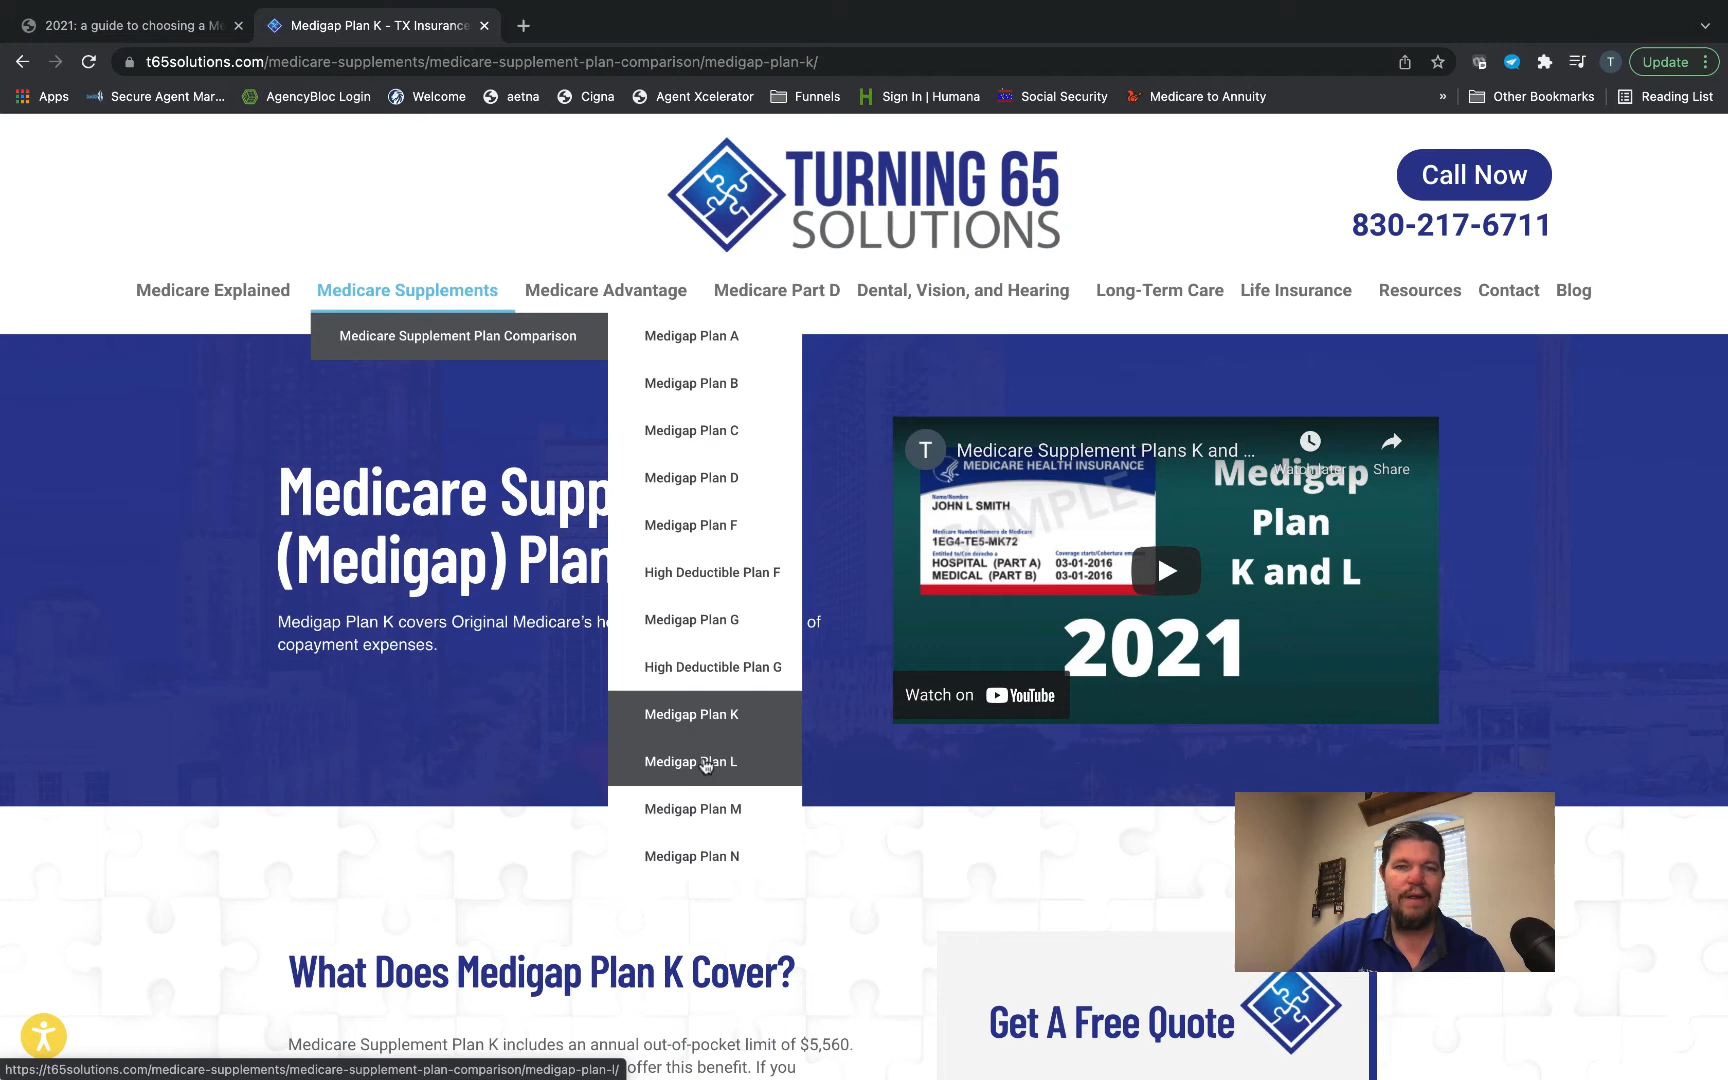 2021: a guide to choosing a Me
Medigap Plan K - TX Insurance
t65solutions.com/medicare-supplements/medicare-supplement-plan-comparison/medigap-plan-k/
T
Update
Apps
Secure Agent Mar...
AgencyBloc Login
Welcome
aetna
Cigna
Agent Xcelerator
Funnels
Sign In | Humana
Social Security
Medicare to Annuity
»
Other Bookmarks
Reading List
TURNING 65
SOLUTIONS
Call Now
830-217-6711
Medicare Explained
Medicare Supplements
Medicare Advantage
Medicare Part D
Dental, Vision, and Hearing
Long-Term Care
Life Insurance
Resources
Contact
Blog
Medicare Supplement Plan Comparison
Medigap Plan A
Medigap Plan B
Medigap Plan C
Medigap Plan D
Medigap Plan F
High Deductible Plan F
Medigap Plan G
High Deductible Plan G
Medigap Plan K
Medigap Plan L
Medigap Plan M
Medigap Plan N
Medicare Supp
(Medigap) Plan
Medigap Plan K covers Original Medicare's h of
copayment expenses.
T
Medicare Supplement Plans K and ...
Watch later
Share
MEDICARE HEALTH INSURANCE
SAMPLE
Name/Nombre
JOHN L SMITH
Medicare Number/Número de Medicare
1EG4-TE5-MK72
Entitled to/Con derecho a
Coverage starts/Cobertura
HOSPITAL (PART A) 03-01-2016
MEDICAL (PART B) 03-01-2016
Medigap
Plan
K and L
2021
Watch on YouTube
What Does Medigap Plan K Cover?
Medicare Supplement Plan K includes an annual out-of-pocket limit of $5,560.
offer this benefit. If you
Get A Free Quote
https://t65solutions.com/medicare-supplements/medicare-supplement-plan-comparison/medigap-plan-l/